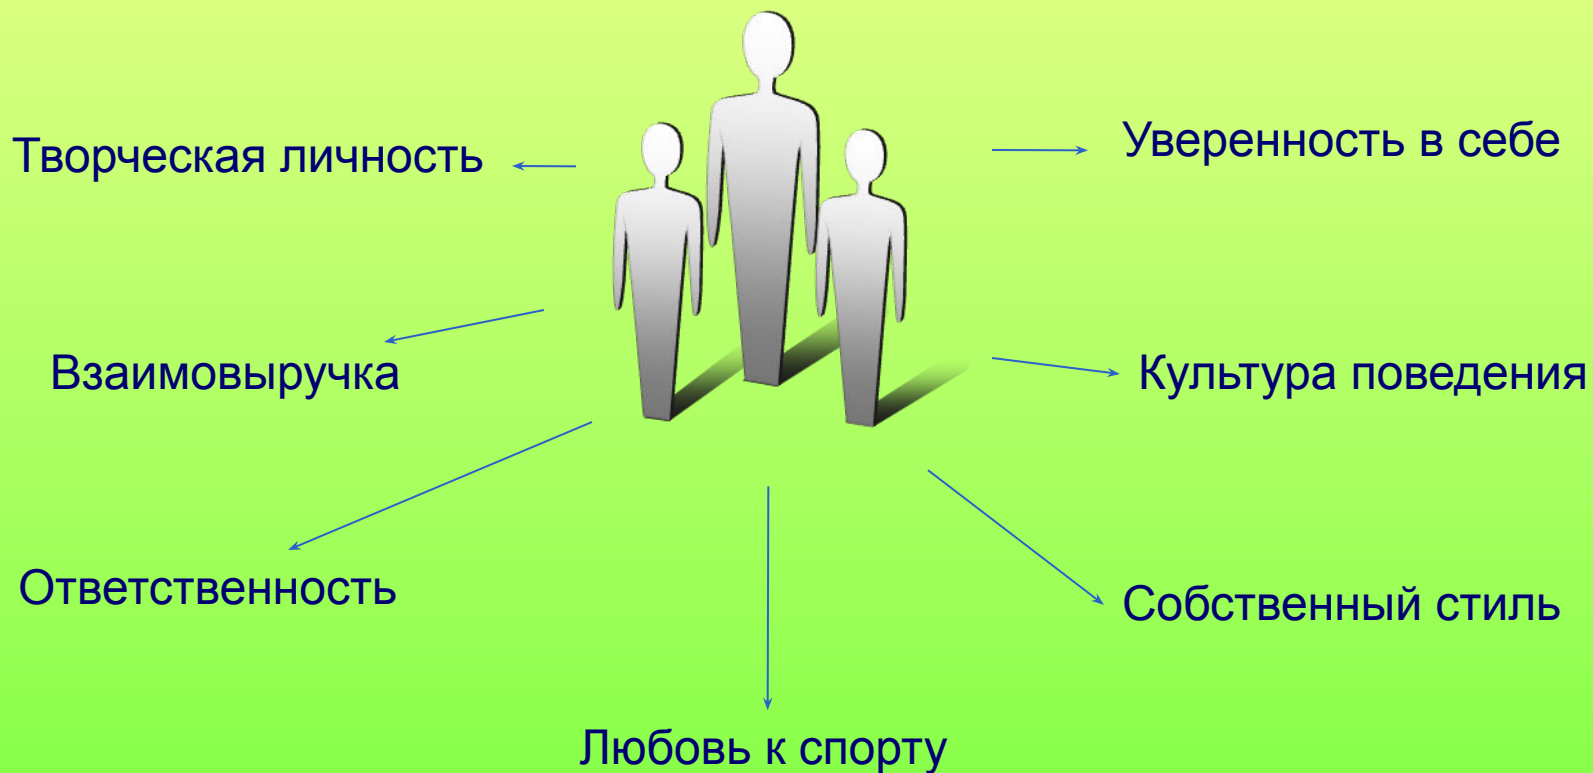 Творческая личность
Уверенность в себе
Взаимовыручка
Культура поведения
Ответственность
Собственный стиль
Любовь к спорту